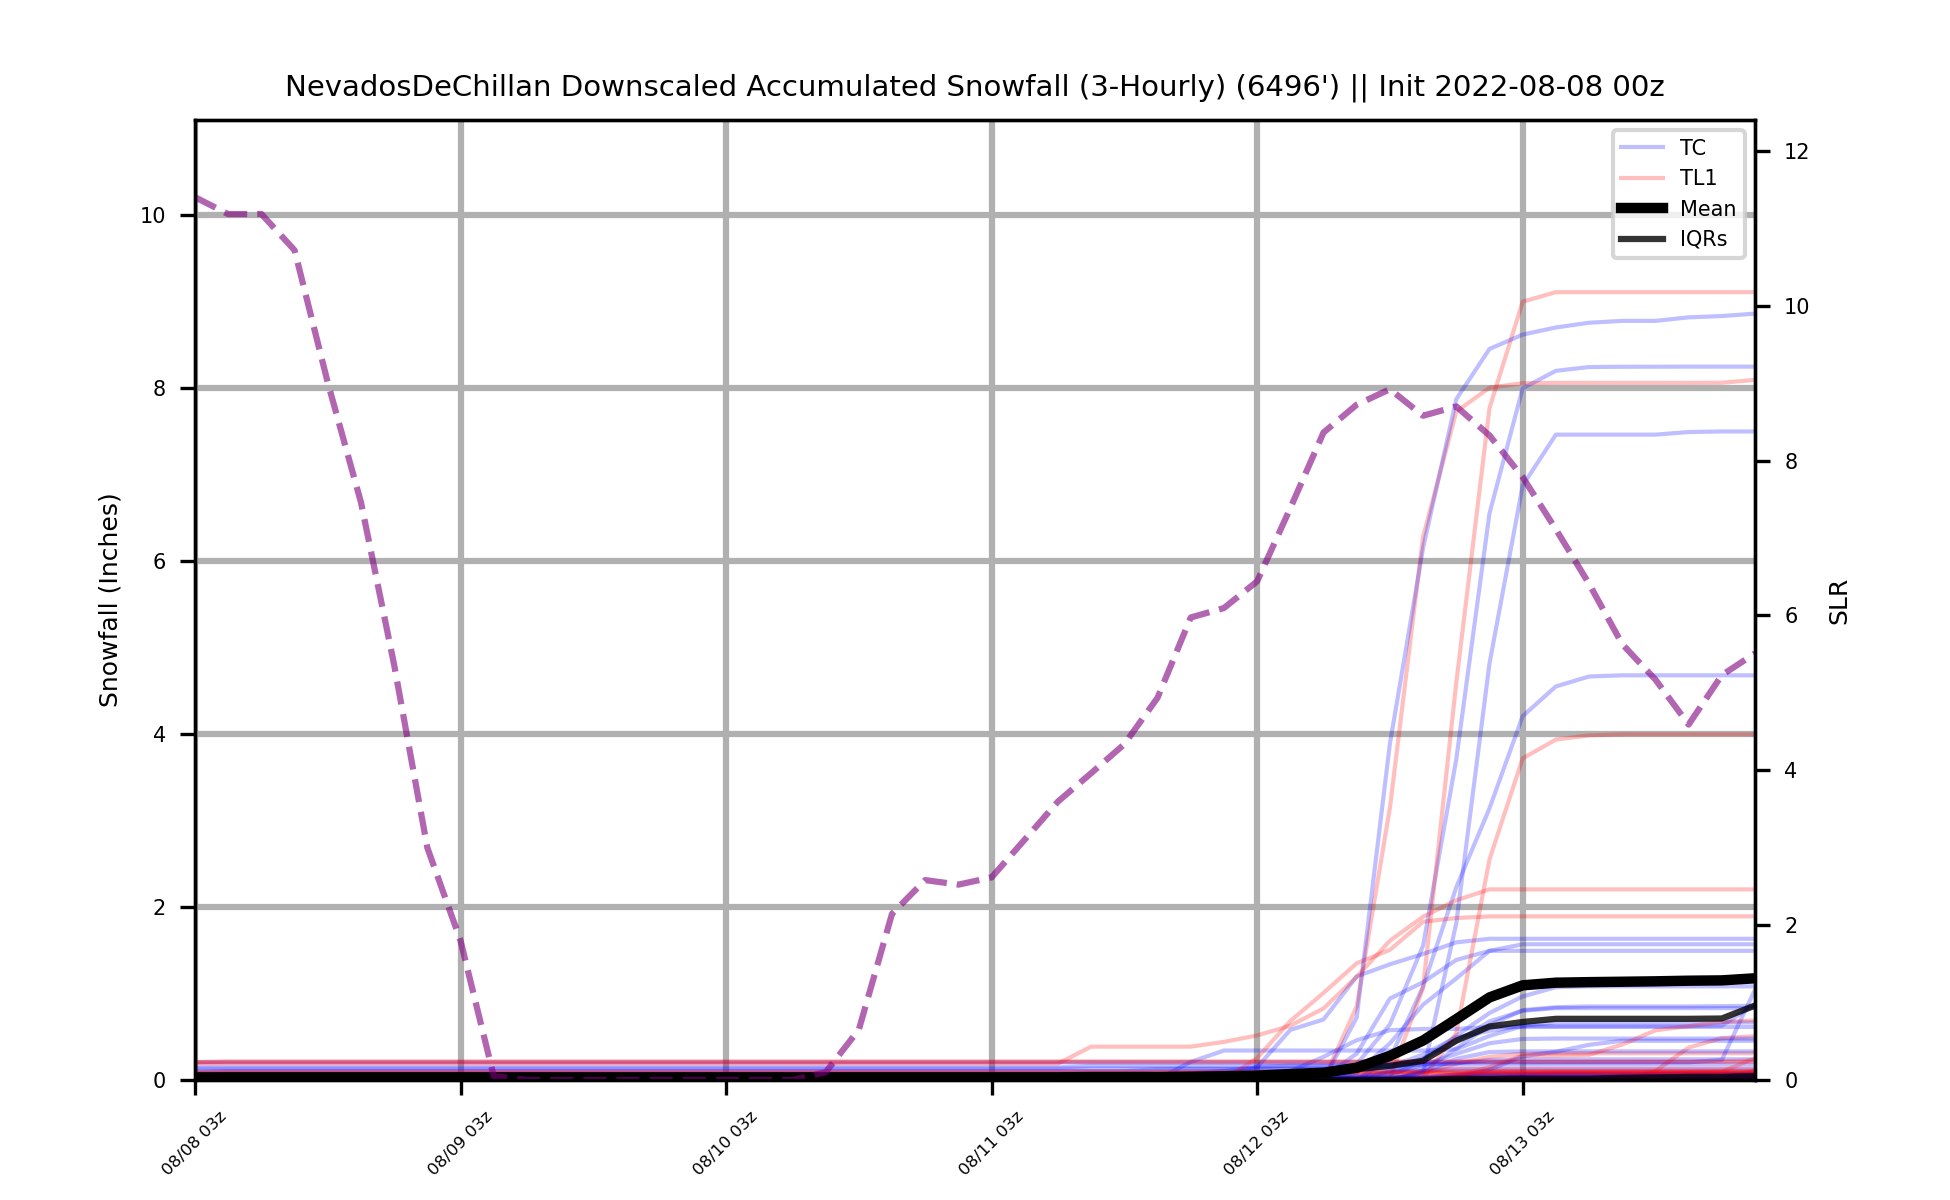 NevadosDeChillan Downscaled Accumulated Snowfall (3-Hourly) (6496') || Init 2022-08-08 00z
TC
TL1
Mean
IQRs
12
10
8
6
4
2
0
10
8
6
4
2
0
Snowfall (Inches)
SLR
08/08 03z
08/09 03z
08/10 03z
08/11 03z
08/12 03z
08/13 03z